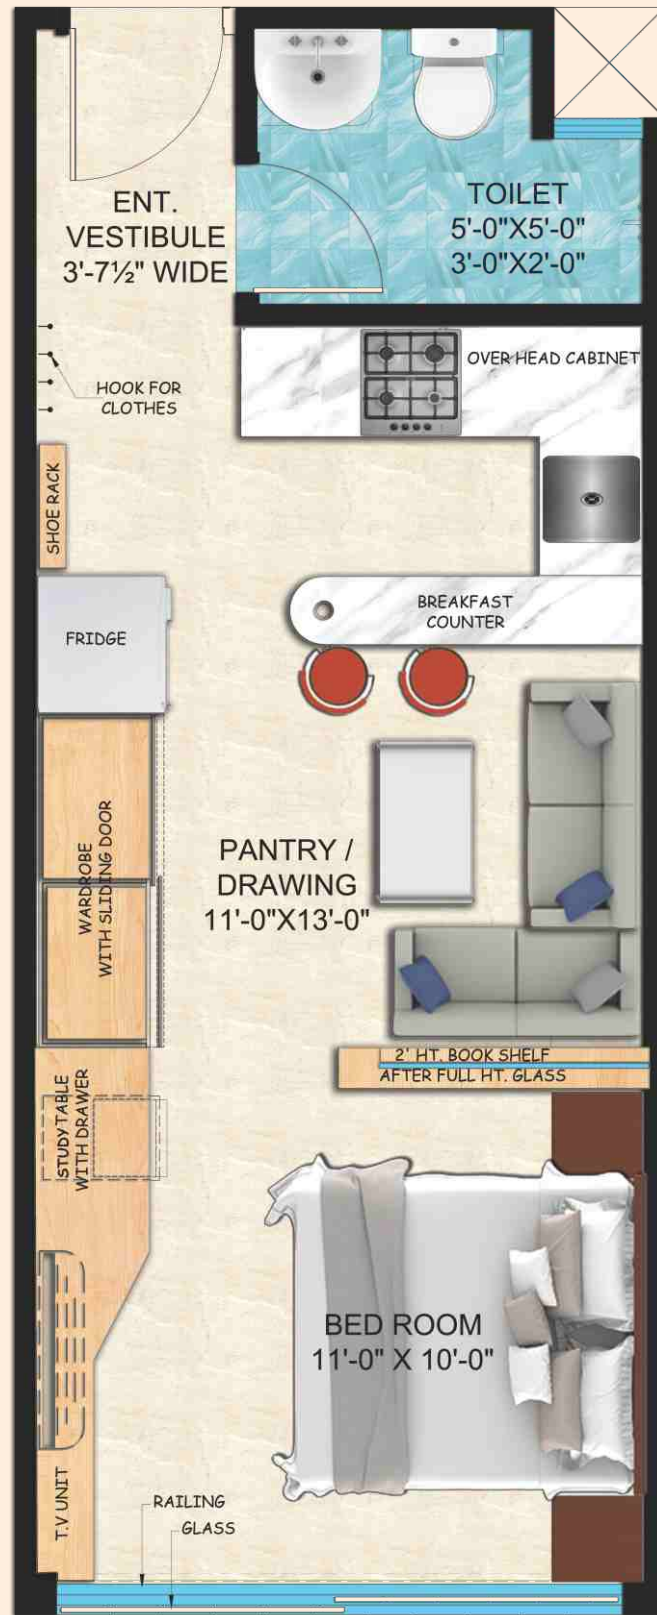 ENT.
VESTIBULE
3'-7½" WIDE
TOILET
5'-0"X5'-0"
3'-0"X2'-0"
OVER HEAD CABINET
HOOK FOR
CLOTHES
SHOE RACK
FRIDGE
BREAKFAST
COUNTER
WARDROBE
WITH SLIDING DOOR
PANTRY /
DRAWING
11'-0"X13'-0"
2' HT. BOOK SHELF
AFTER FULL HT. GLASS
STUDY TABLE
WITH DRAWER
BED ROOM
11'-0" X 10'-0"
T.V UNIT
RAILING
GLASS